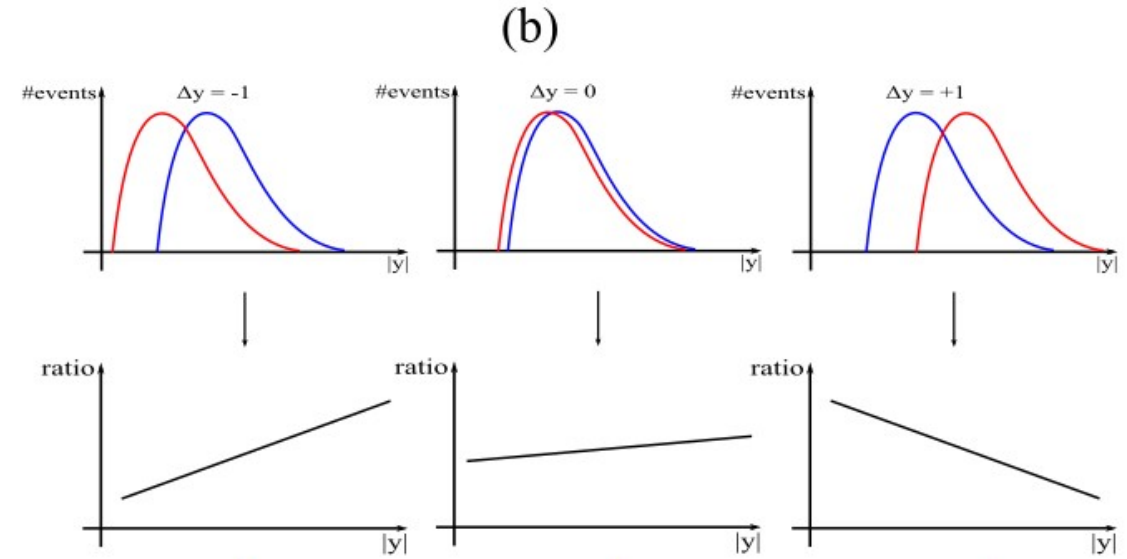 (b)
#events
Δy = -1
|y|
#events
Δy = 0
|y|
#events
Δy = +1
|y|
ratio
|y|
ratio
|y|
ratio
|y|